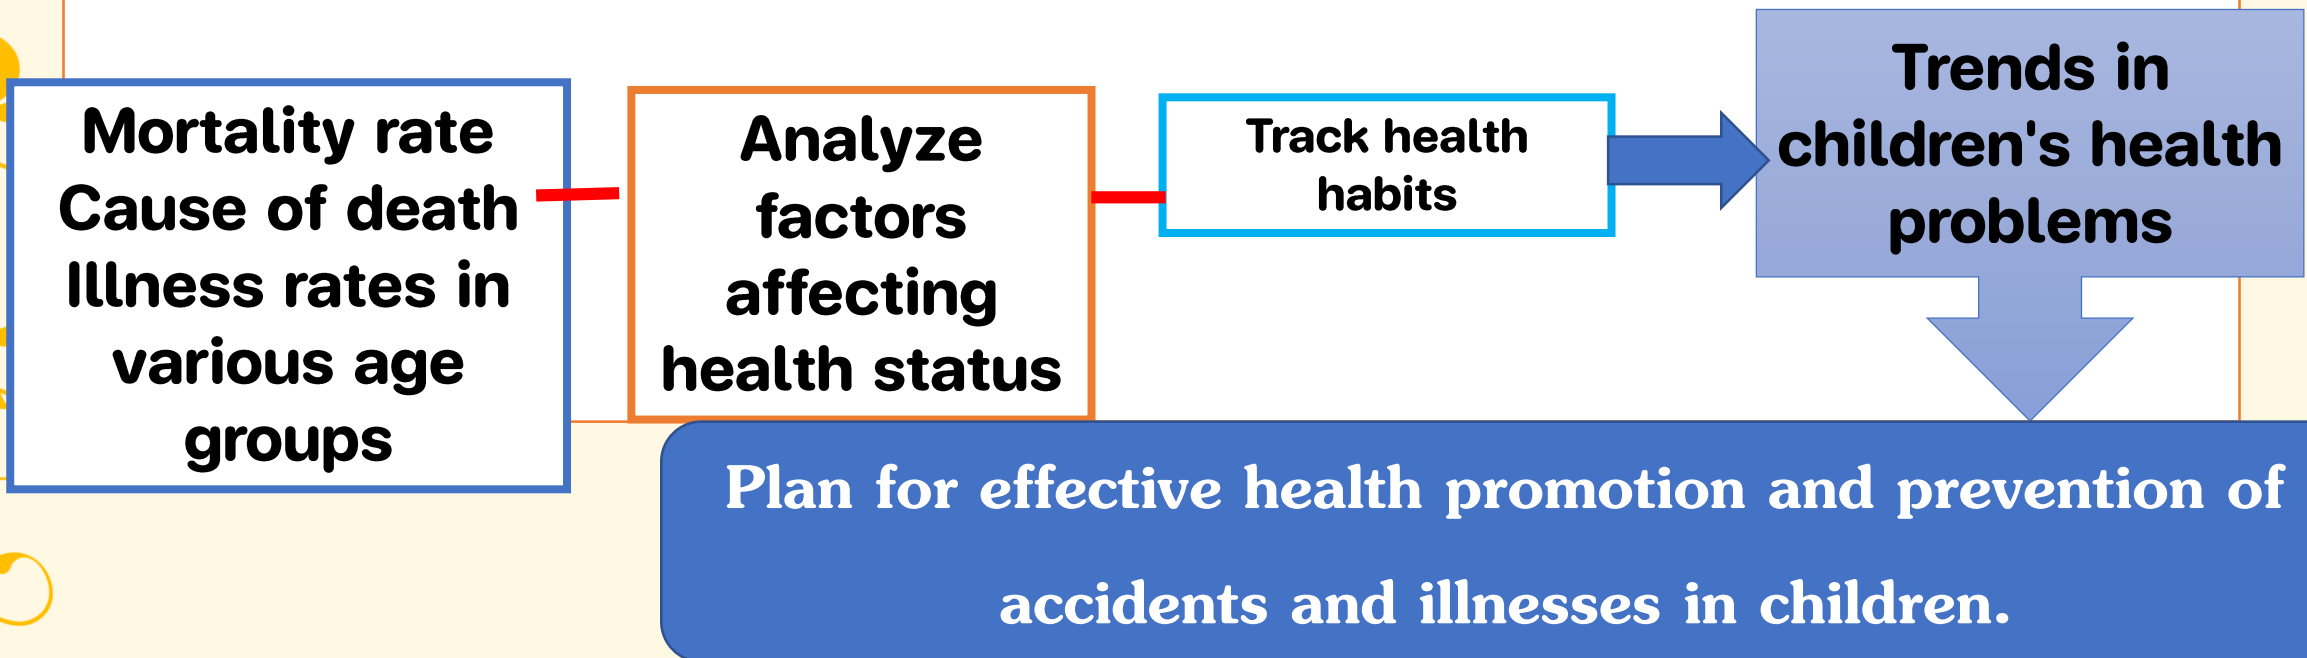 Mortality rate
Cause of death
Illness rates in
various age
groups
Analyze
factors
affecting
health status
Track health
habits
Trends in
children's health
problems
Plan for effective health promotion and prevention of
accidents and illnesses in children.